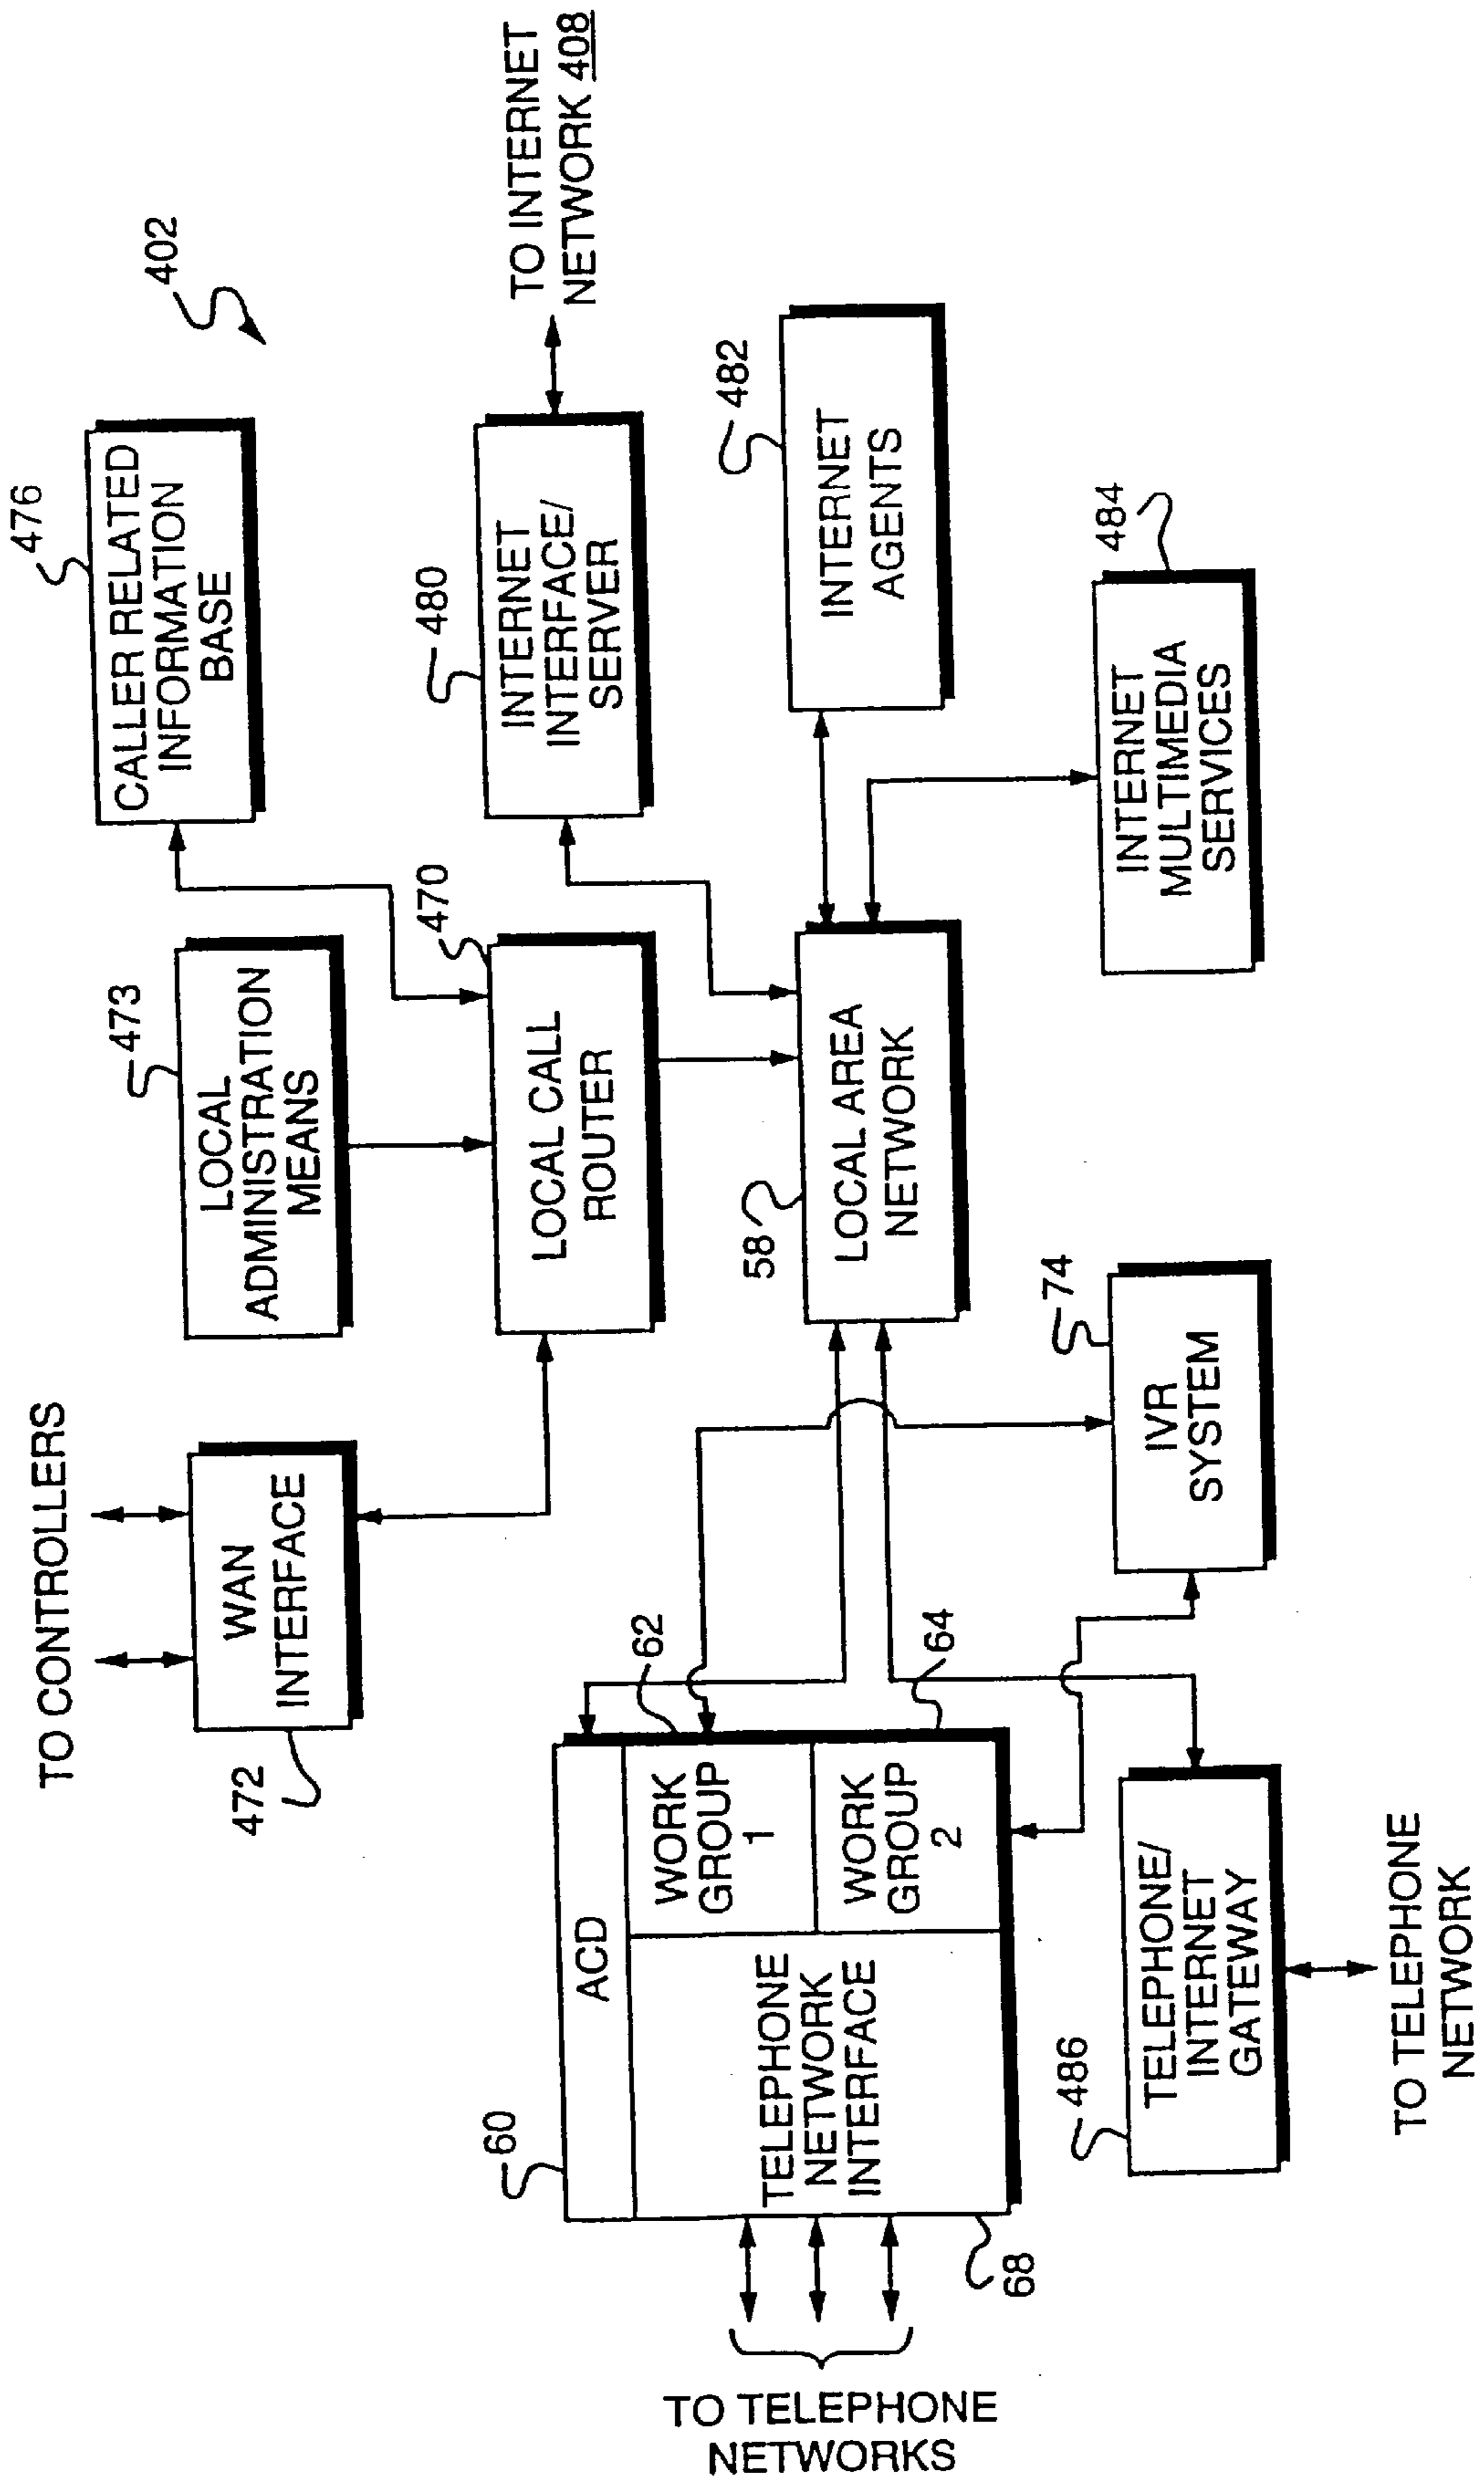 TO CONTROLLERS
472
WAN
INTERFACE
473
LOCAL
ADMINISTRATION
MEANS
476
CALLER RELATED
INFORMATION
BASE
402
470
LOCAL CALL
ROUTER
480
INTERNET
INTERFACE/
SERVER
TO INTERNET
NETWORK 408
60
ACD
62
WORK
GROUP
1
64
WORK
GROUP
2
TELEPHONE
NETWORK
INTERFACE
68
TO TELEPHONE
NETWORKS
58
LOCAL AREA
NETWORK
482
INTERNET
AGENTS
74
IVR
SYSTEM
484
INTERNET
MULTIMEDIA
SERVICES
486
TELEPHONE/
INTERNET
GATEWAY
TO TELEPHONE
NETWORK